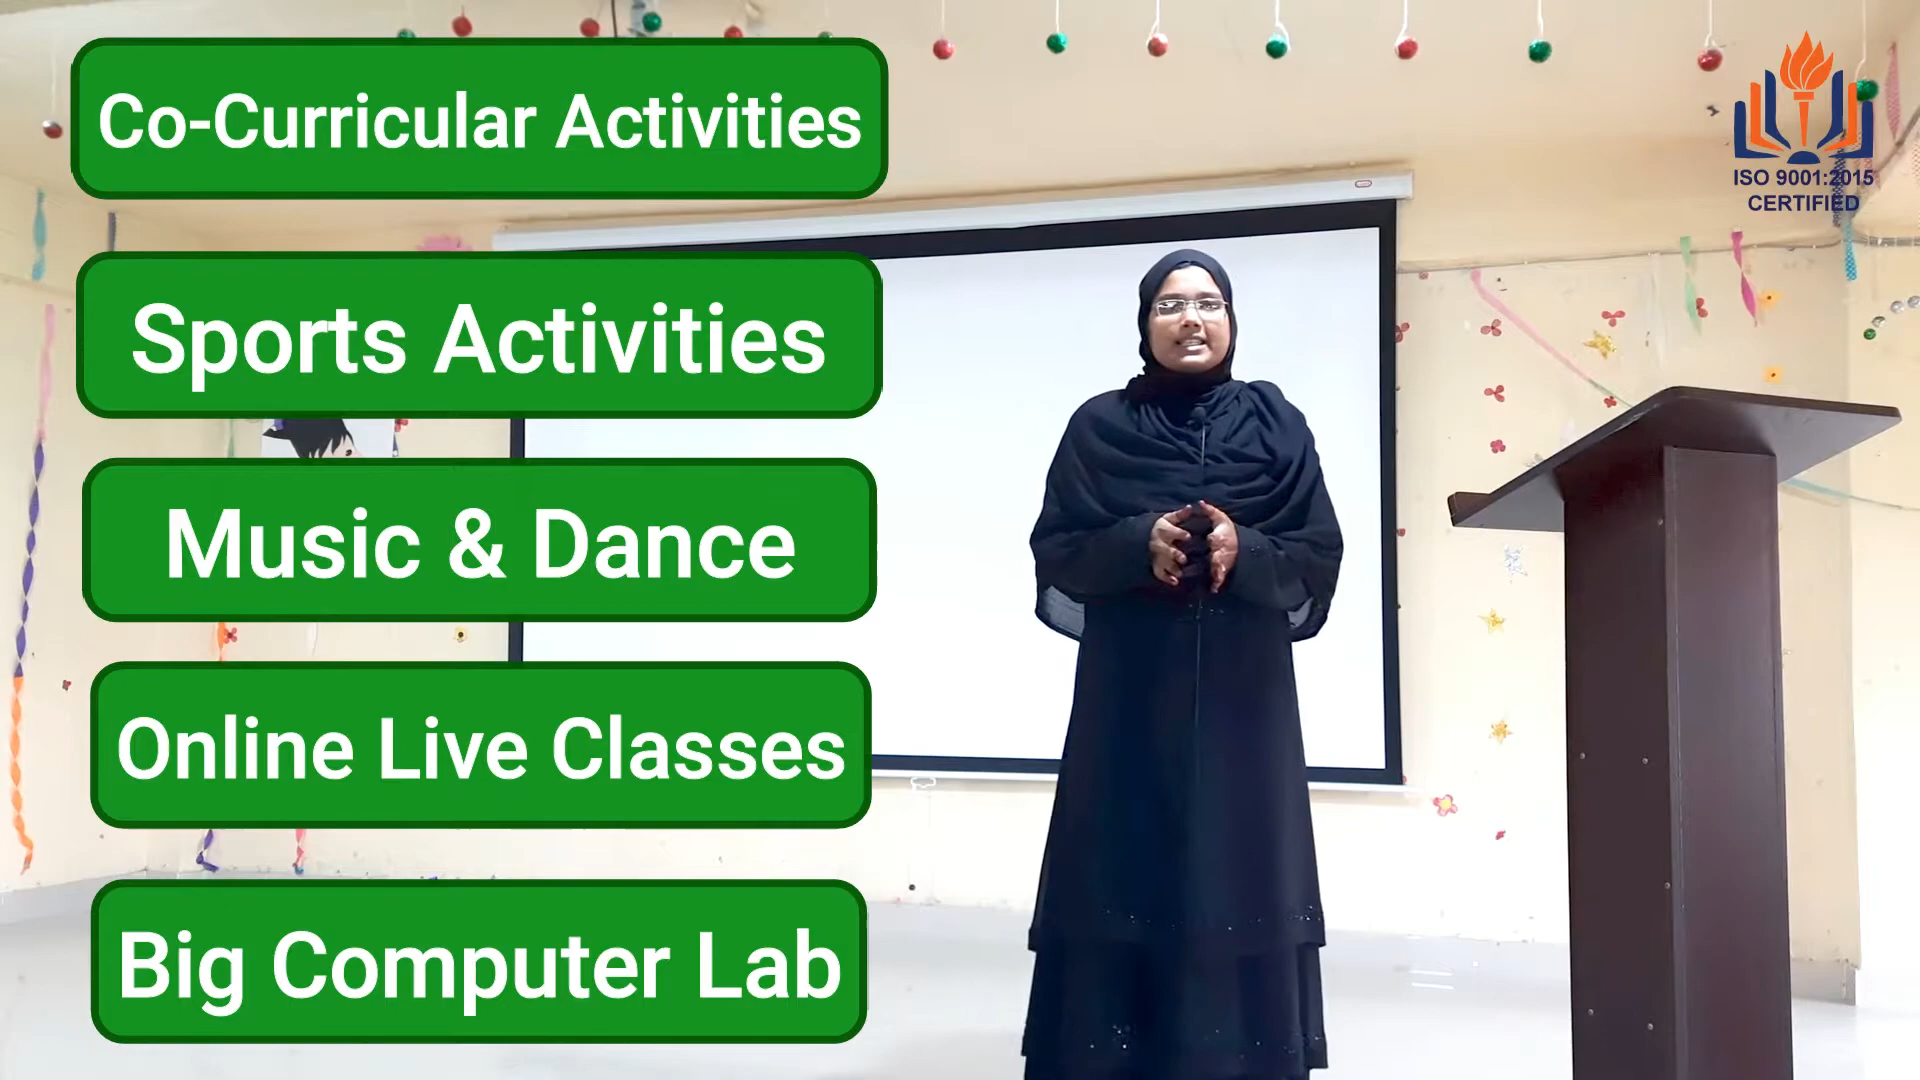 Co-Curricular Activities
Sports Activities
Music & Dance
Online Live Classes
Big Computer Lab
ISO 9001:2015
CERTIFIED